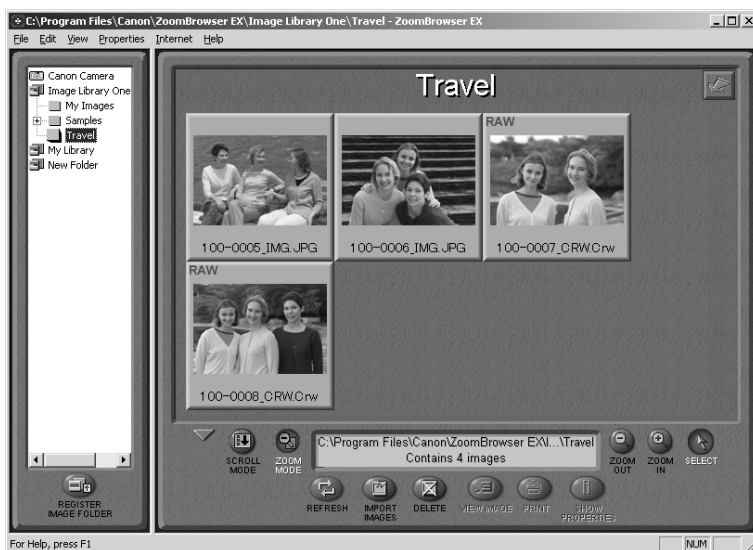 C:\Program Files\Canon\ZoomBrowser EX\Image Library One\Travel - ZoomBrowser EX
File Edit View Properties Internet Help
Canon Camera
Image Library One
My Images
Samples
Travel
My Library
New Folder
REGISTER
IMAGE FOLDER
Travel
RAW
100-0005_IMG.JPG
100-0006_IMG.JPG
100-0007_CRW.Crw
RAW
100-0008_CRW.Crw
SCROLL
MODE
ZOOM
MODE
C:\Program Files\Canon\ZoomBrowser EX\I...\Travel
Contains 4 images
ZOOM
OUT
ZOOM
IN
SELECT
REFRESH
IMPORT
IMAGES
DELETE
VIEW IMAGE
PRINT
SHOW
PROPERTIES
For Help, press F1
NUM